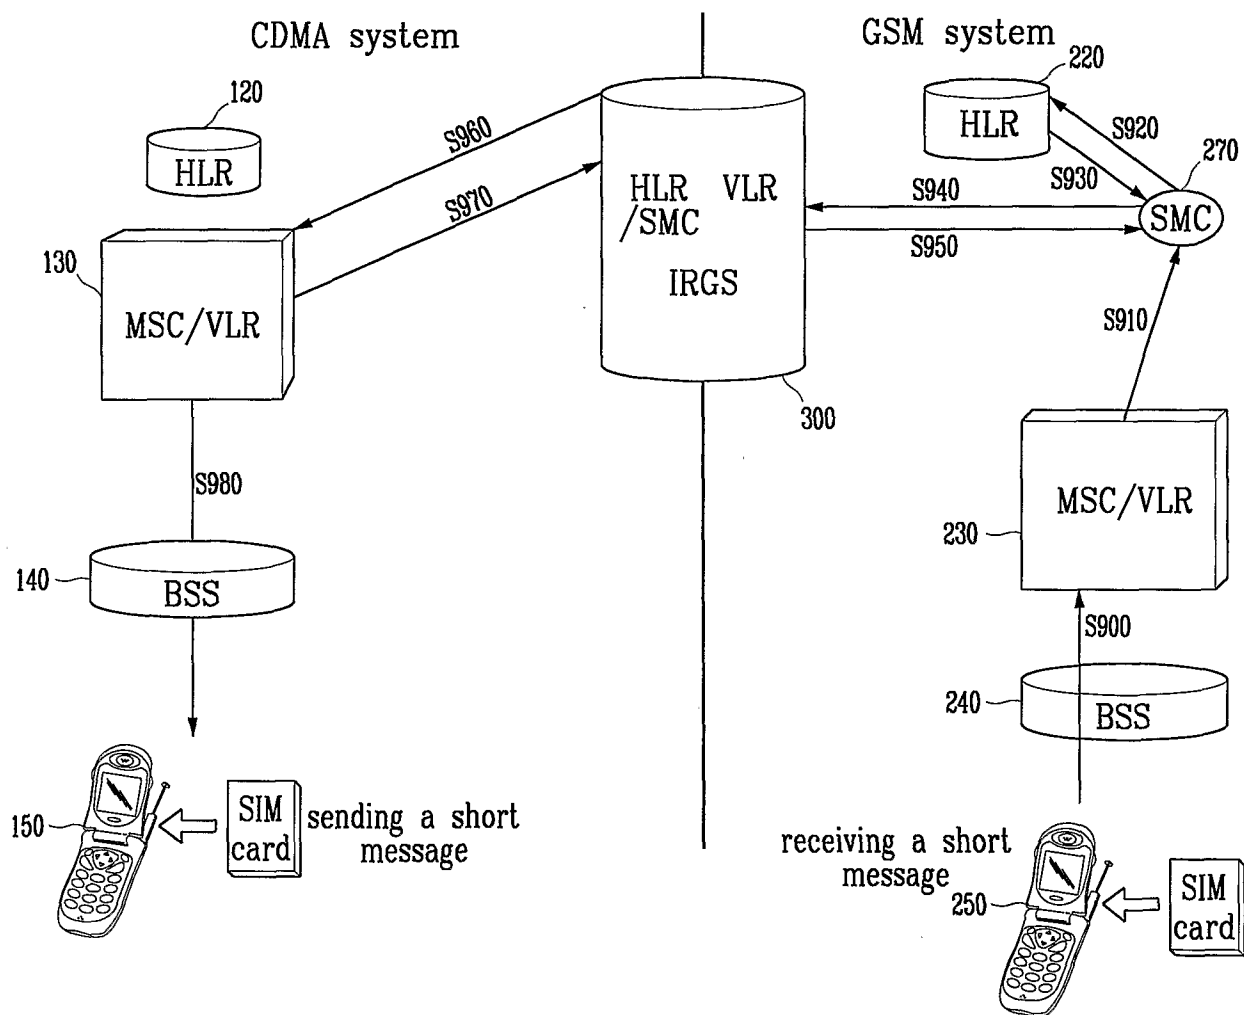 CDMA system
GSM system
120
HLR
S960
S970
130
MSC/VLR
S980
140
BSS
150
SIM
card
sending a short
message
HLR VLR
/SMC
IRGS
300
220
HLR
S920
S930
270
SMC
S940
S950
S910
MSC/VLR
230
S900
240
BSS
receiving a short
message
250
SIM
card